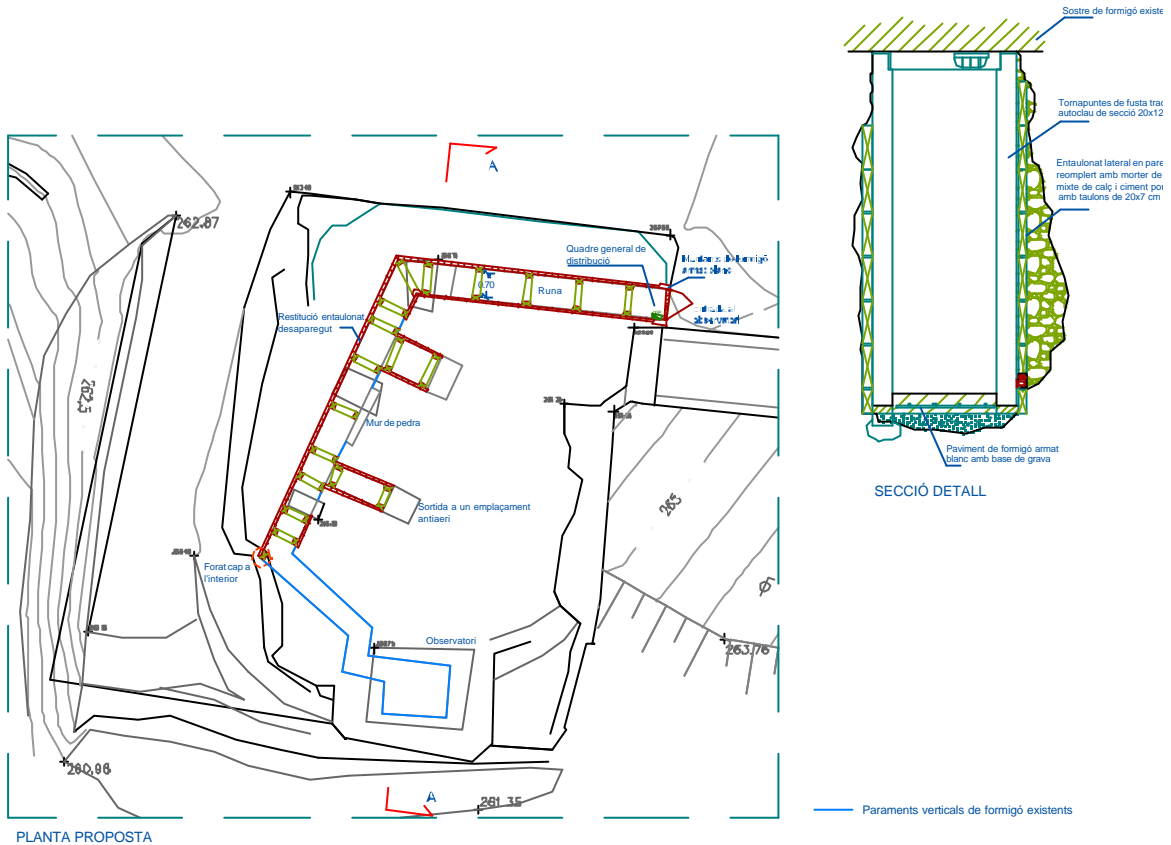 Sostre de formigó existe
Tornapuntes de fusta trac
autoclau de secció 20x12
Entaulonat lateral en pare
reomplert amb morter de
mixte de calç i ciment por
amb taulons de 20x7 cm
Paviment de formigó armat
blanc amb base de grava
SECCIÓ DETALL
A
262.87
Quadre general de
distribució
0.70
Runa
Restitució entaulonat
desaparegut
262,5
Mur de pedra
Sortida a un emplaçament
antiaeri
263
Forat cap a
l'interior
Observatori
263.76
260.96
A
261.35
Paraments verticals de formigó existents
PLANTA PROPOSTA